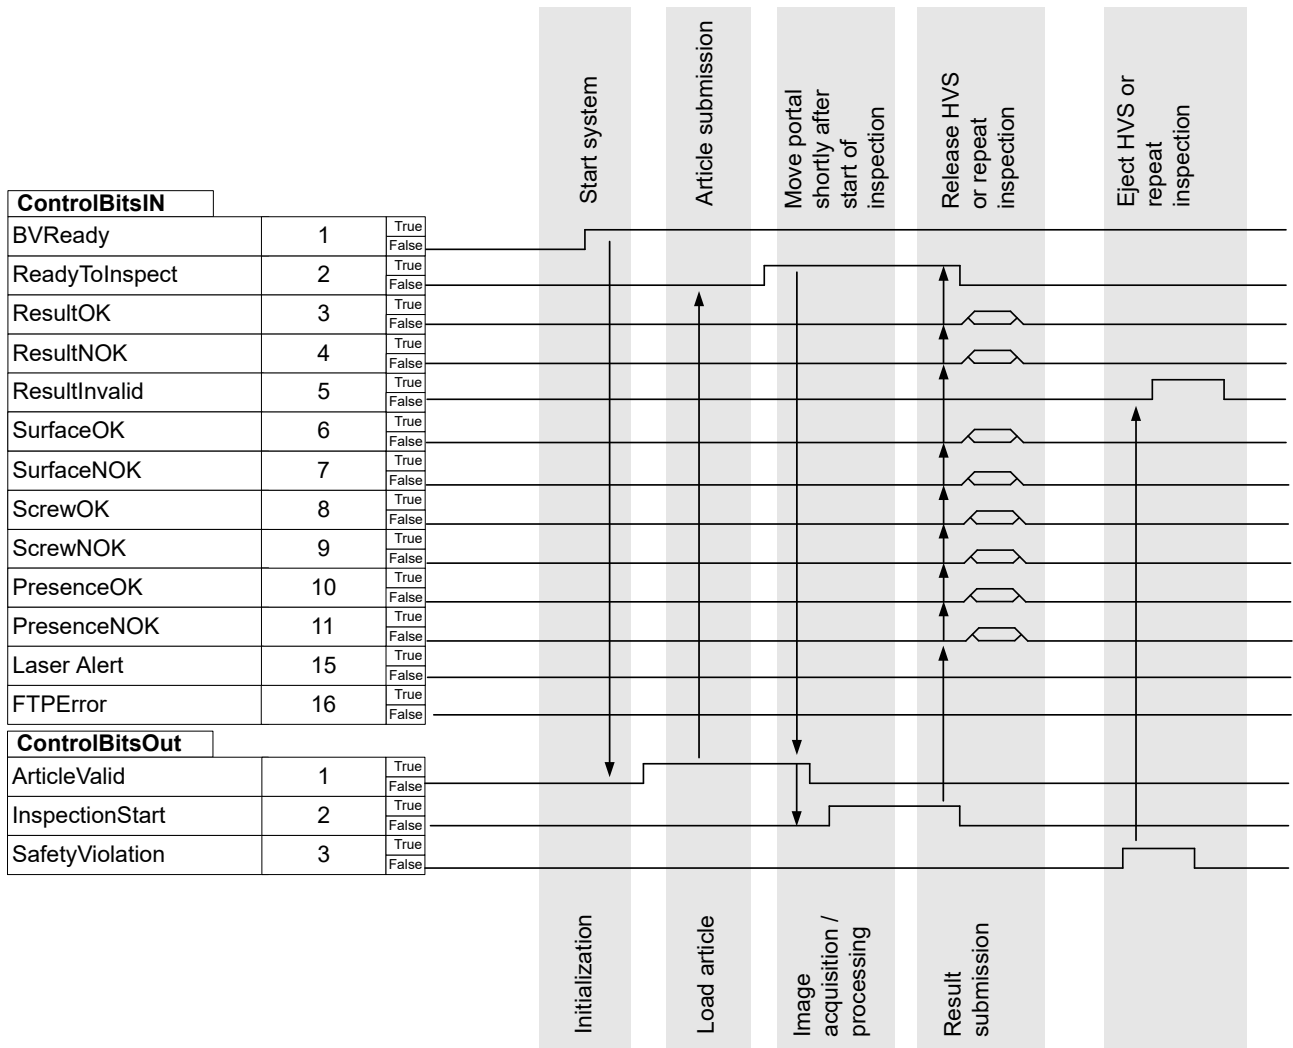 Start system
Article submission
Move portal
shortly after
start of
inspection
Release HVS
or repeat
inspection
Eject HVS or
repeat
inspection
ControlBitsIN
BVReady 1 True
False
ReadyToInspect 2 True
False
ResultOK 3 True
False
ResultNOK 4 True
False
ResultInvalid 5 True
False
SurfaceOK 6 True
False
SurfaceNOK 7 True
False
ScrewOK 8 True
False
ScrewNOK 9 True
False
PresenceOK 10 True
False
PresenceNOK 11 True
False
Laser Alert 15 True
False
FTPError 16 True
False
ControlBitsOut
ArticleValid 1 True
False
InspectionStart 2 True
False
SafetyViolation 3 True
False
Initialization
Load article
Image
acquisition /
processing
Result
submission